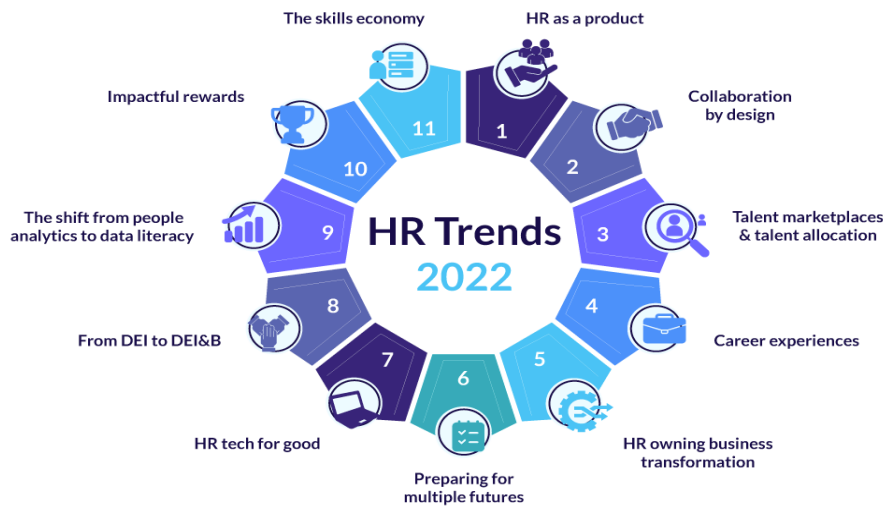 HR Trends
2022
1
HR as a product
2
Collaboration
by design
3
Talent marketplaces
& talent allocation
4
Career experiences
5
HR owning business
transformation
6
Preparing for
multiple futures
7
HR tech for good
8
From DEI to DEI&B
9
The shift from people
analytics to data literacy
10
Impactful rewards
11
The skills economy